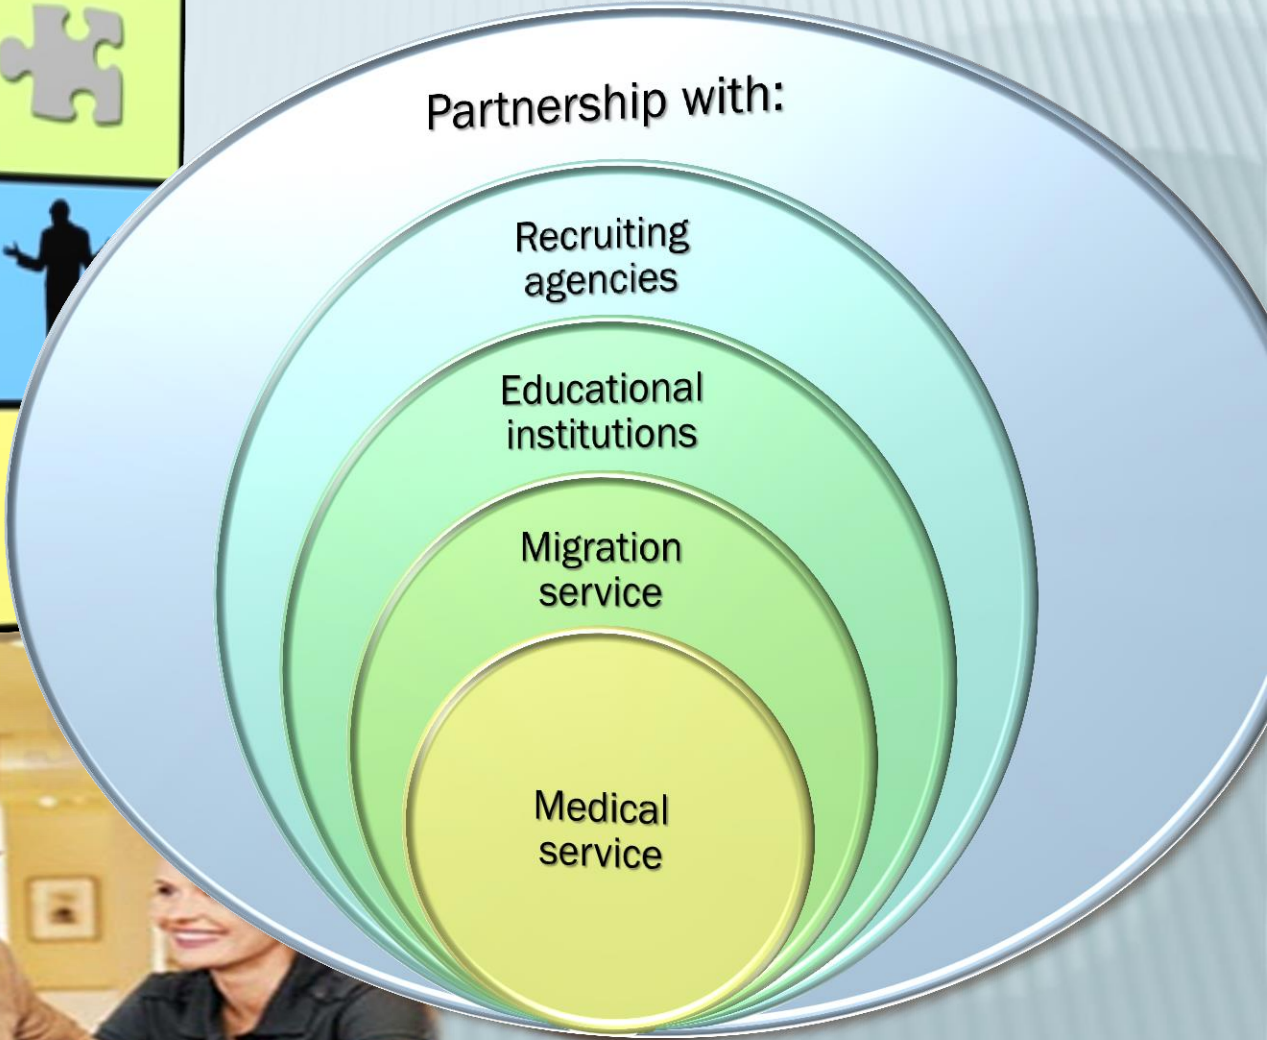 Partnership with:
Recruiting
agencies
Educational
institutions
Migration
service
Medical
service